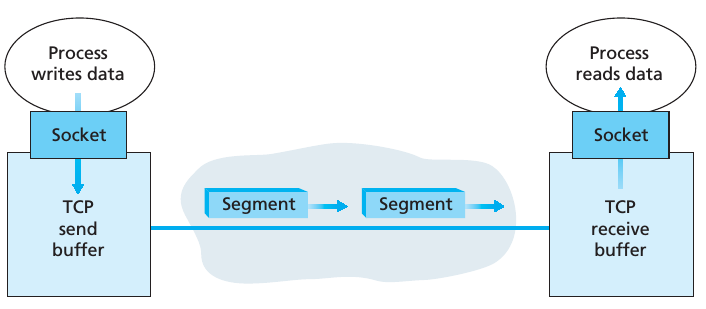 Process
writes data
Socket
TCP
send
buffer
Segment
Segment
Process
reads data
Socket
TCP
receive
buffer